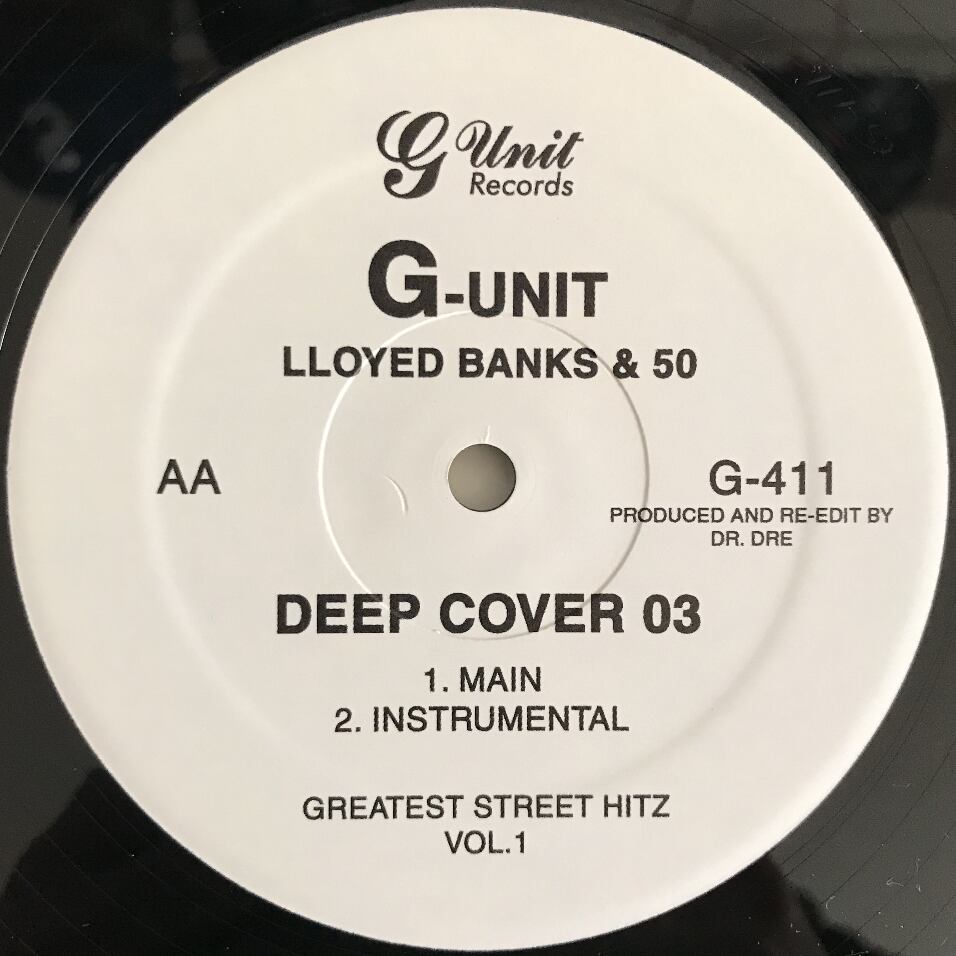 G Unit
Records
G-UNIT
LLOYED BANKS & 50
AA
G-411
PRODUCED AND RE-EDIT BY
DR. DRE
DEEP COVER 03
1. MAIN
2. INSTRUMENTAL
GREATEST STREET HITZ
VOL.1